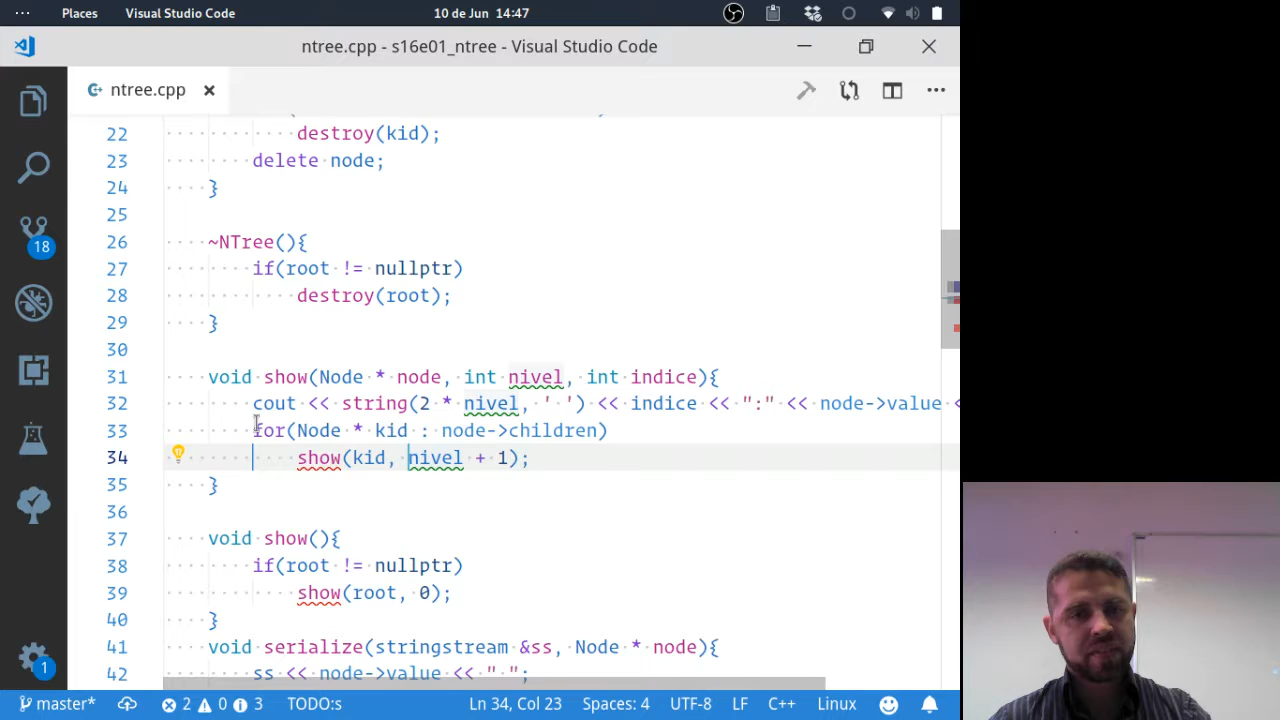 Places Visual Studio Code 10 de Jun 14:47
ntree.cpp - s16e01_ntree - Visual Studio Code
ntree.cpp
22 destroy(kid);
23 delete node;
24 }
25
26 ~NTree(){
27 if(root != nullptr)
28 destroy(root);
29 }
30
31 void show(Node * node, int nivel, int indice){
32 cout << string(2 * nivel, ' ') << indice << ":" << node->value <
33 for(Node * kid : node->children)
34 show(kid, nivel + 1);
35 }
36
37 void show(){
38 if(root != nullptr)
39 show(root, 0);
40 }
41 void serialize(stringstream &ss, Node * node){
42 ss << node->value << " ";
18
1
master* 2 0 3 TODO:s Ln 34, Col 23 Spaces: 4 UTF-8 LF C++ Linux